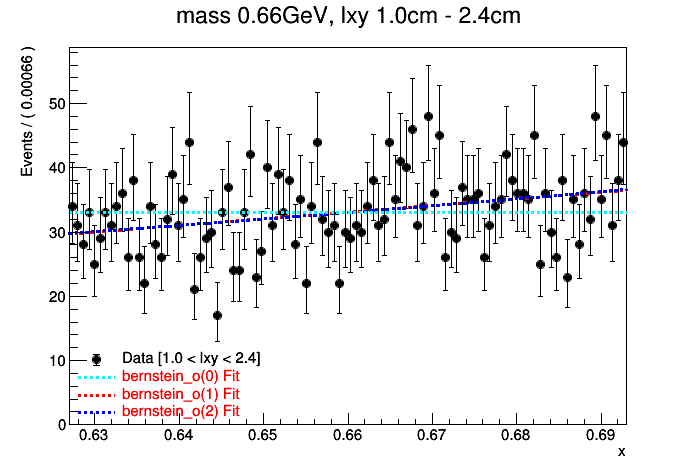 mass 0.66GeV, lxy 1.0cm - 2.4cm
Events / ( 0.00066 )
50
40
30
20
10
0
Data [1.0 < lxy < 2.4]
bernstein_o(0) Fit
bernstein_o(1) Fit
bernstein_o(2) Fit
0.63 0.64 0.65 0.66 0.67 0.68 0.69
x